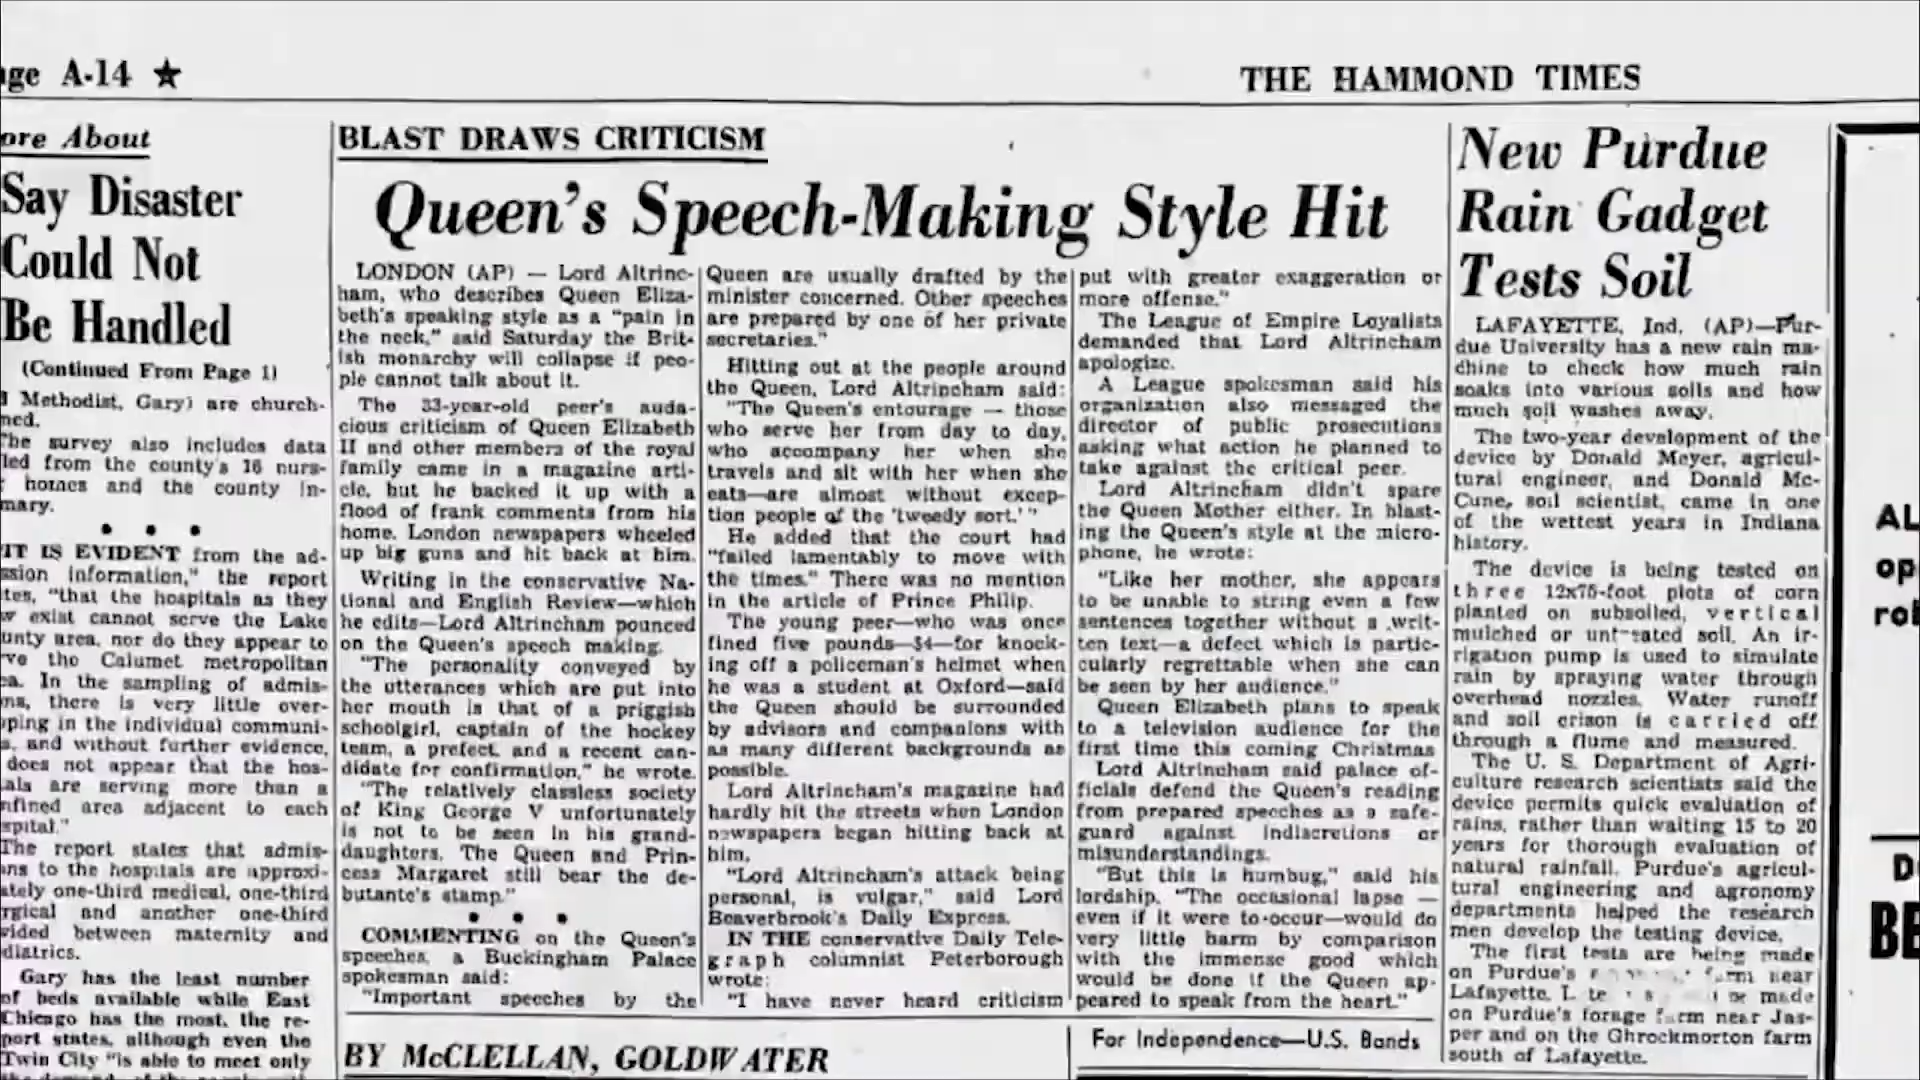 age A-14 ★
THE HAMMOND TIMES
ore About
Say Disaster
Could Not
Be Handled
(Continued From Page 1)
Methodist, Gary) are church-
ned.
The survey also includes data
led from the county's 16 nurs-
homes and the county in-
mary.
• • •
IT IS EVIDENT from the ad-
ssion information," the report
tes, "that the hospitals as they
w exist cannot serve the Lake
unty area, nor do they appear to
rve the Calumet metropolitan
ea. In the sampling of admis-
ns, there is very little over-
pping in the individual communi-
s, and without further evidence,
does not appear that the hos-
als are serving more than a
nfined area adjacent to each
spital."
The report states that admis-
ns to the hospitals are approxi-
ately one-third medical, one-third
rgical and another one-third
vided between maternity and
diatrics.
Gary has the least number
of beds available while East
Chicago has the most, the re-
port states, although even the
Twin City "is able to meet only
BLAST DRAWS CRITICISM
Queen's Speech-Making Style Hit
LONDON (AP) — Lord Altrinc-
ham, who describes Queen Eliza-
beth's speaking style as a "pain in
the neck," said Saturday the Brit-
ish monarchy will collapse if peo-
ple cannot talk about it.
The 33-year-old peer's auda-
cious criticism of Queen Elizabeth
II and other members of the royal
family came in a magazine arti-
cle, but he backed it up with a
flood of frank comments from his
home. London newspapers wheeled
up big guns and hit back at him.
Writing in the conservative Na-
tional and English Review—which
he edits—Lord Altrincham pounced
on the Queen's speech making.
"The personality conveyed by
the utterances which are put into
her mouth is that of a priggish
schoolgirl, captain of the hockey
team, a prefect, and a recent can-
didate for confirmation," he wrote.
"The relatively classless society
of King George V unfortunately
is not to be seen in his grand-
daughters. The Queen and Prin-
cess Margaret still bear the de-
butante's stamp."
• • •
COMMENTING on the Queen's
speeches, a Buckingham Palace
spokesman said:
"Important speeches by the
Queen are usually drafted by the
minister concerned. Other speeches
are prepared by one of her private
secretaries."
Hitting out at the people around
the Queen, Lord Altrincham said:
"The Queen's entourage — those
who serve her from day to day,
who accompany her when she
travels and sit with her when she
eats—are almost without excep-
tion people of the 'tweedy sort.' "
He added that the court had
"failed lamentably to move with
the times." There was no mention
in the article of Prince Philip.
The young peer—who was once
fined five pounds—$4—for knock-
ing off a policeman's helmet when
he was a student at Oxford—said
the Queen should be surrounded
by advisors and companions with
as many different backgrounds as
possible.
Lord Altrincham's magazine had
hardly hit the streets when London
newspapers began hitting back at
him.
"Lord Altrincham's attack being
personal, is vulgar," said Lord
Beaverbrook's Daily Express.
IN THE conservative Daily Tele-
graph columnist Peterborough
wrote:
"I have never heard criticism
put with greater exaggeration or
more offense."
The League of Empire Loyalists
demanded that Lord Altrincham
apologize.
A League spokesman said his
organization also messaged the
director of public prosecutions
asking what action he planned to
take against the critical peer.
Lord Altrincham didn't spare
the Queen Mother either. In blast-
ing the Queen's style at the micro-
phone, he wrote:
"Like her mother, she appears
to be unable to string even a few
sentences together without a writ-
ten text—a defect which is partic-
cularly regrettable when she can
be seen by her audience."
Queen Elizabeth plans to speak
to a television audience for the
first time this coming Christmas
Lord Altrincham said palace of-
ficials defend the Queen's reading
from prepared speeches as a safe-
guard against indiscretions or
misunderstandings.
"But this is humbug," said his
lordship. "The occasional lapse —
even if it were to occur—would do
very little harm by comparison
with the immense good which
would be done if the Queen ap-
peared to speak from the heart."
BY McCLELLAN, GOLDWATER
For Independence—U.S. Bonds
New Purdue
Rain Gadget
Tests Soil
LAFAYETTE, Ind. (AP)—Pur-
due University has a new rain ma-
dhine to check how much rain
soaks into various soils and how
much soil washes away.
The two-year development of the
device by Donald Meyer, agricul-
tural engineer, and Donald Mc-
Cune, soil scientist, came in one
of the wettest years in Indiana
history.
The device is being tested on
three 12x75-foot plots of corn
planted on subsoiled, vertical
mulched or untreated soil. An ir-
rigation pump is used to simulate
rain by spraying water through
overhead nozzles. Water runoff
and soil erison is carried off
through a flume and measured.
The U. S. Department of Agri-
culture research scientists said the
device permits quick evaluation of
rains, rather than waiting 15 to 20
years for thorough evaluation of
natural rainfall. Purdue's agricul-
tural engineering and agronomy
departments helped the research
men develop the testing device.
The first tests are being made
on Purdue's near
Lafayette. made
on Purdue's forage farm near Jas-
per and on the Ghrockmorton farm
south of Lafayette.
AL
op
rol
D
BE